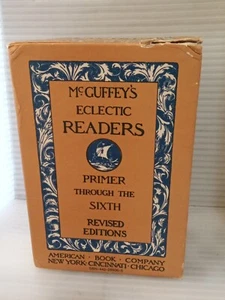 McGUFFEY'S
ECLECTIC
READERS
PRIMER
THROUGH THE
SIXTH
REVISED
EDITIONS
AMERICAN · BOOK · COMPANY
NEW YORK · CINCINNATI · CHICAGO